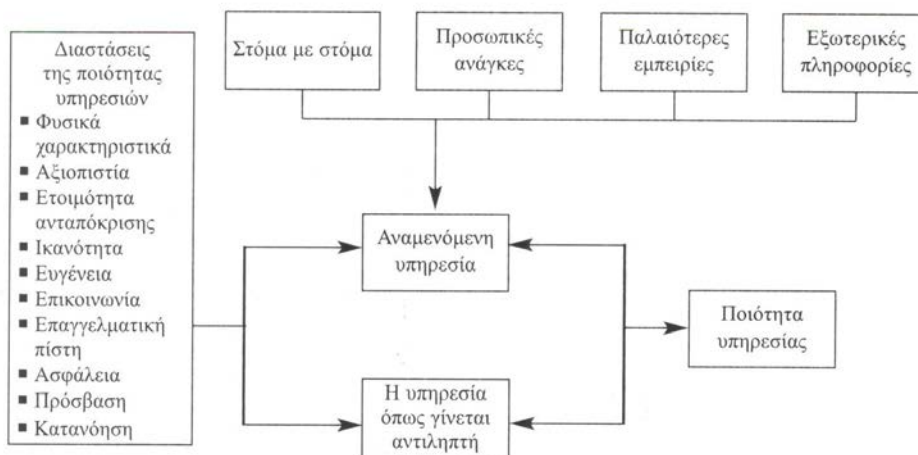 Διαστάσεις
της ποιότητας
υπηρεσιών
■ Φυσικά
χαρακτηριστικά
■ Αξιοπιστία
■ Ετοιμότητα
ανταπόκρισης
■ Ικανότητα
■ Ευγένεια
■ Επικοινωνία
■ Επαγγελματική
πίστη
■ Ασφάλεια
■ Πρόσβαση
■ Κατανόηση
Στόμα με στόμα
Προσωπικές
ανάγκες
Παλαιότερες
εμπειρίες
Εξωτερικές
πληροφορίες
Αναμενόμενη
υπηρεσία
Η υπηρεσία
όπως γίνεται
αντιληπτή
Ποιότητα
υπηρεσίας